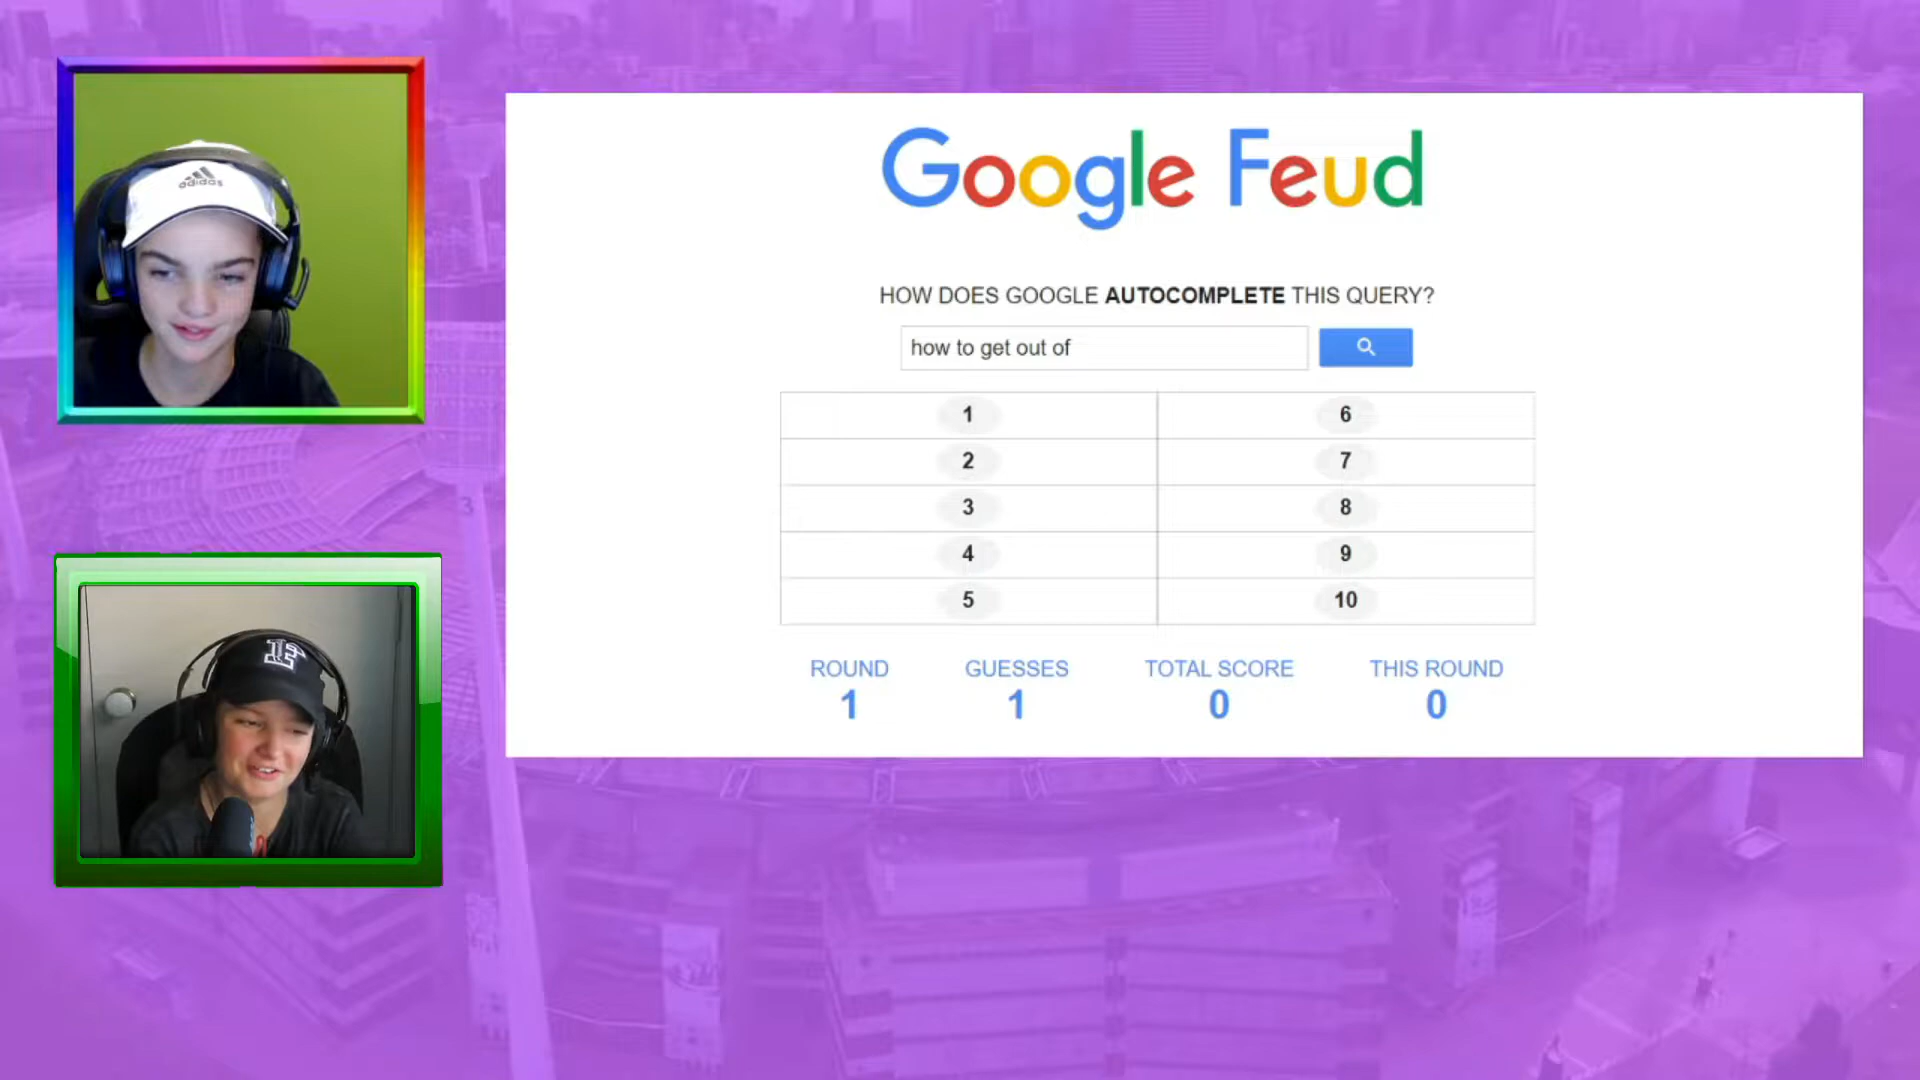 adidas
Google Feud
HOW DOES GOOGLE AUTOCOMPLETE THIS QUERY?
how to get out of
1 6
2 7
3 8
4 9
5 10
ROUND GUESSES TOTAL SCORE THIS ROUND
1 1 0 0
3